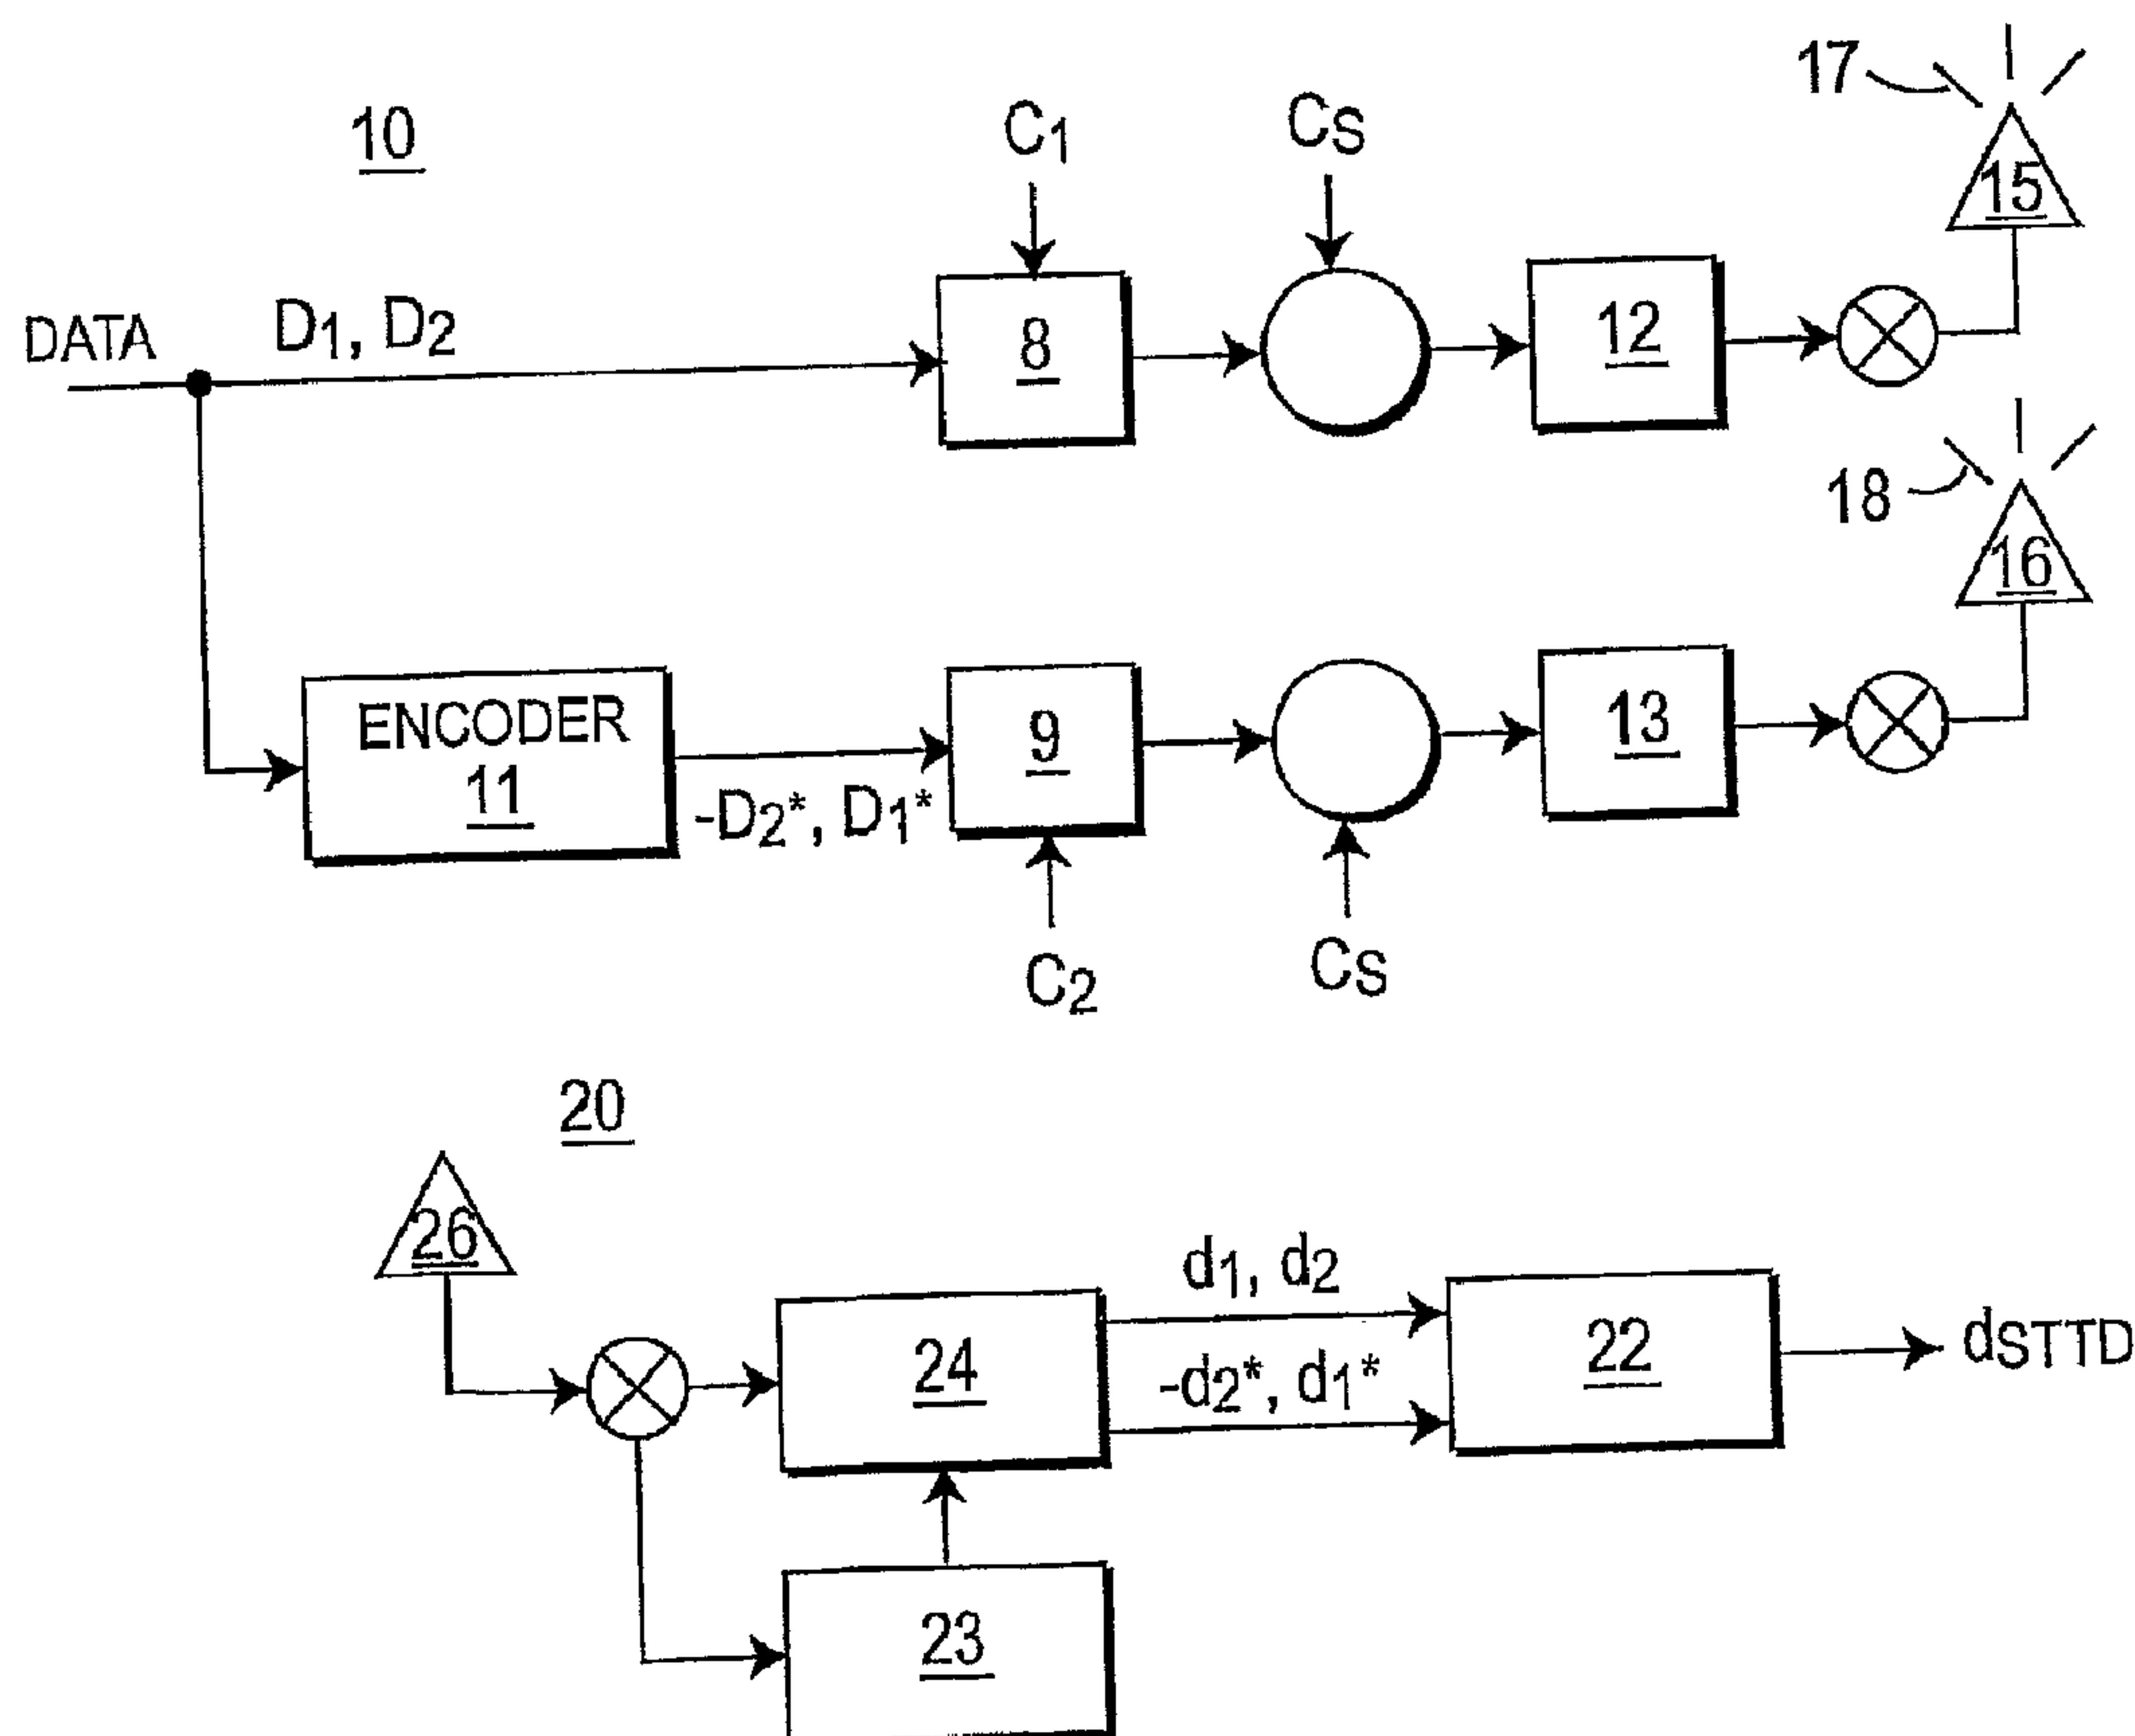 10
C1
CS
17
15
DATA
D1, D2
8
12
18
16
ENCODER
11
-D2*, D1*
9
13
C2
CS
20
26
d1, d2
-d2*, d1*
24
22
dSTTD
23